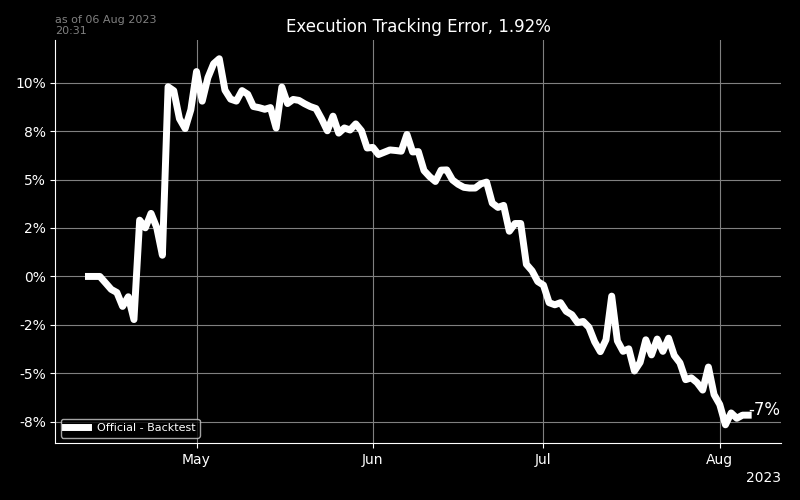 as of 06 Aug 2023
20:31
Execution Tracking Error, 1.92%
10%
8%
5%
2%
0%
-2%
-5%
-8%
-7%
Official - Backtest
May
Jun
Jul
Aug
2023